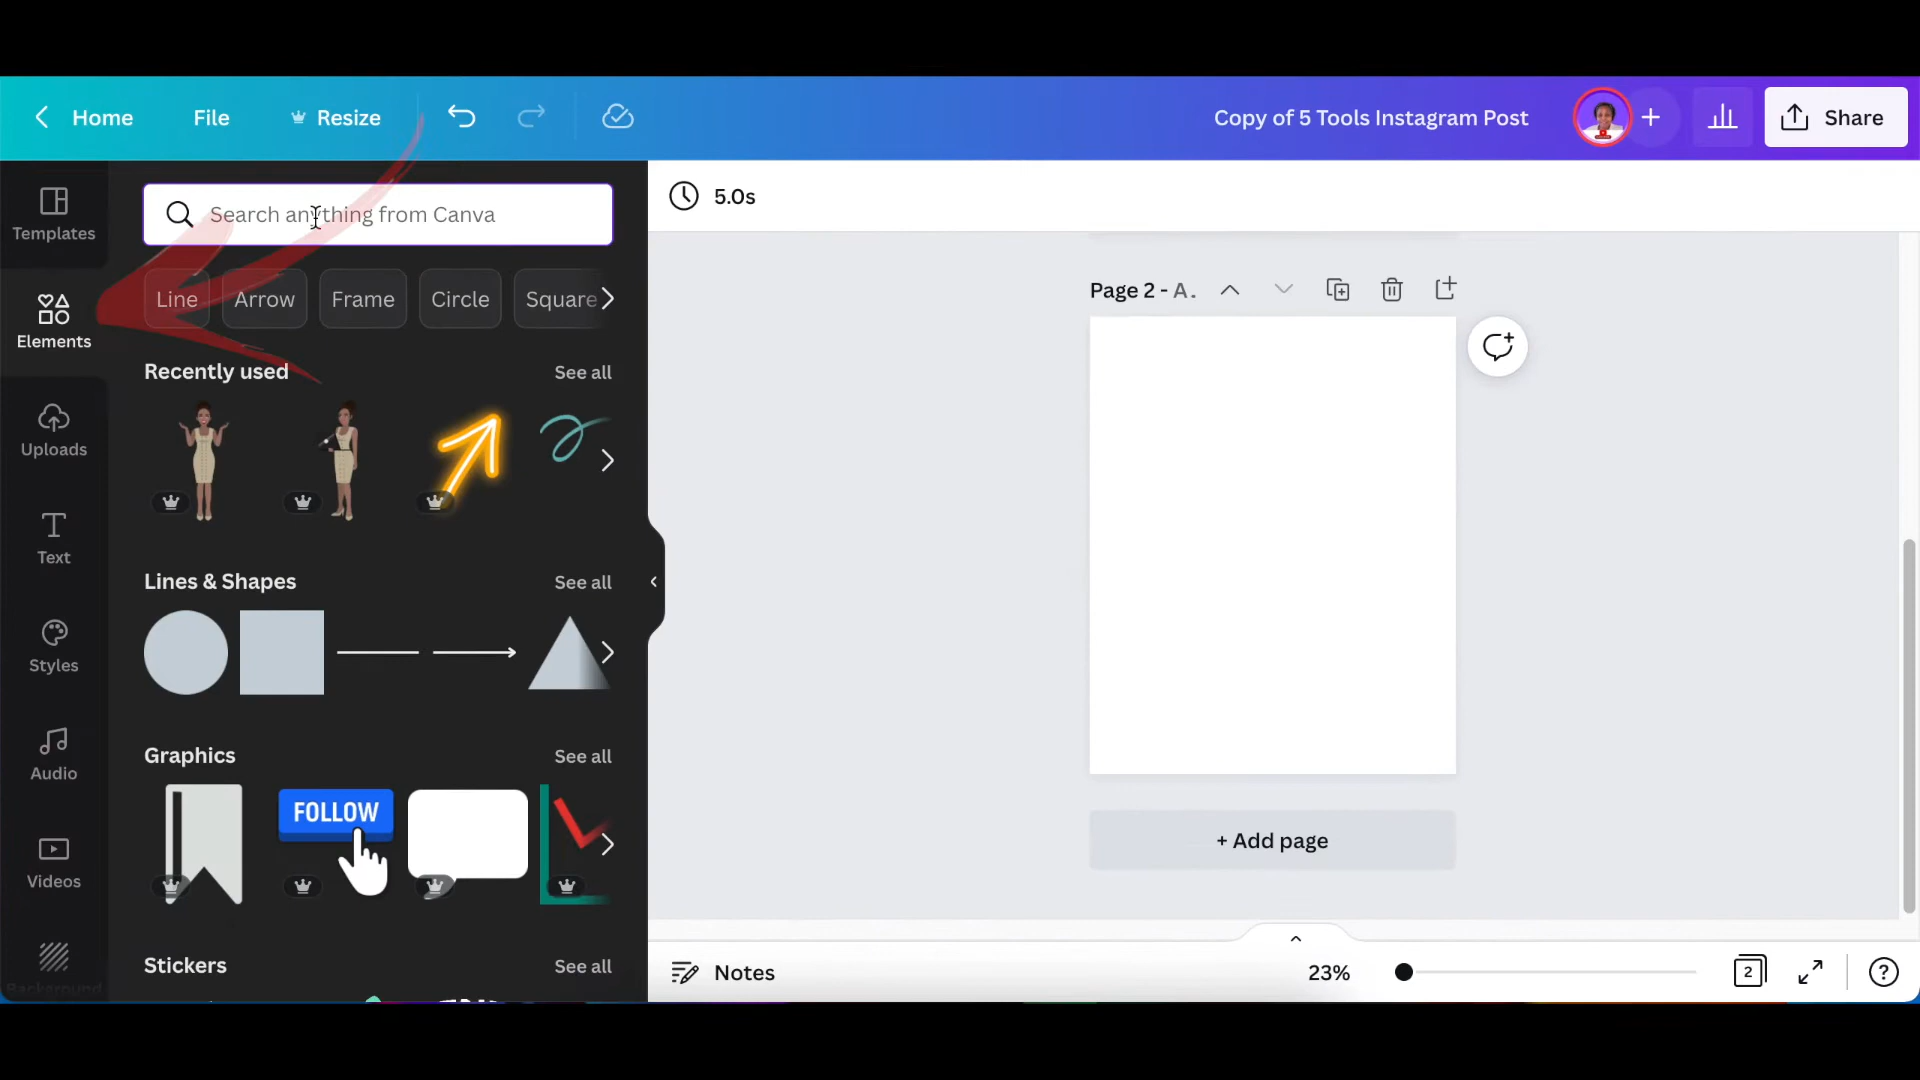 Home
File
Resize
Copy of 5 Tools Instagram Post
Share
Templates
Elements
Uploads
Text
Styles
Audio
Videos
Background
Search anything from Canva
Line
Arrow
Frame
Circle
Square
Recently used
See all
Lines & Shapes
See all
Graphics
See all
FOLLOW
Stickers
See all
5.0s
Page 2 - A.
+ Add page
Notes
23%
2
?